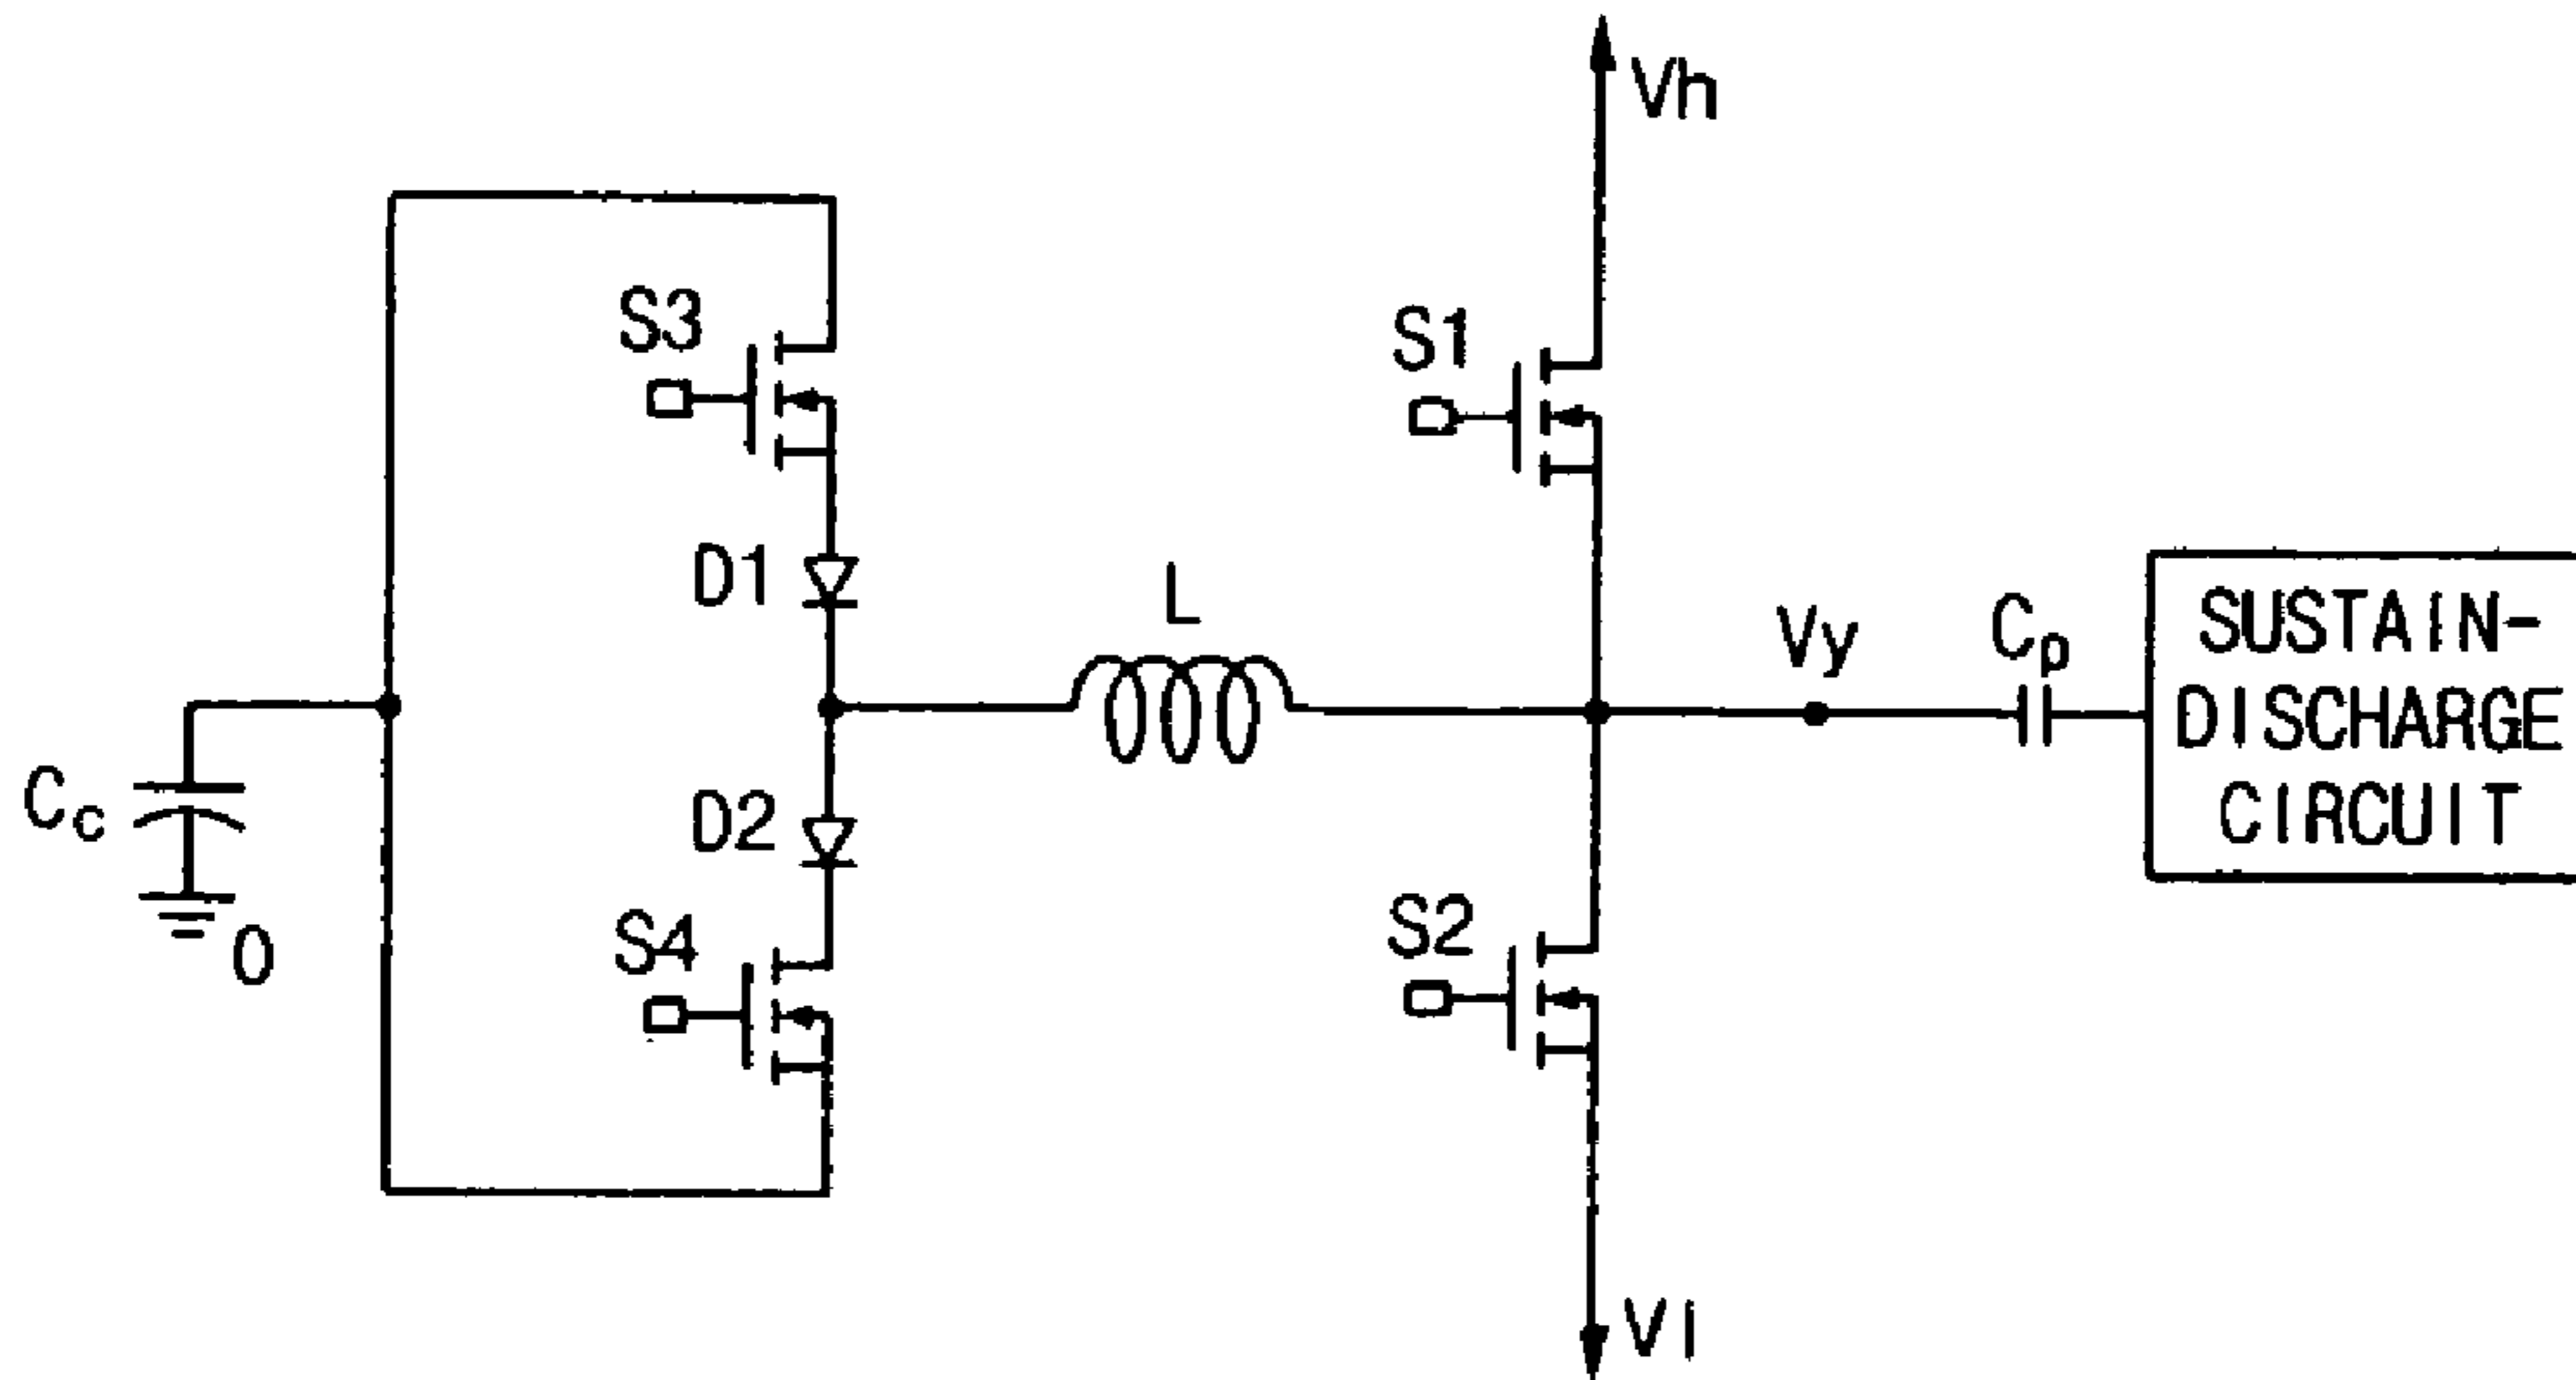 Vh
S3
S1
D1
L
Vy
Cp
SUSTAIN-
DISCHARGE
CIRCUIT
Cc
D2
S4
S2
0
Vl